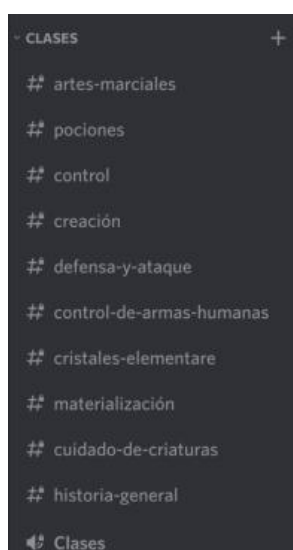 CLASES
artes-marciales
pociones
control
creación
defensa-y-ataque
control-de-armas-humanas
cristales-elementare
materialización
cuidado-de-criaturas
historia-general
Clases